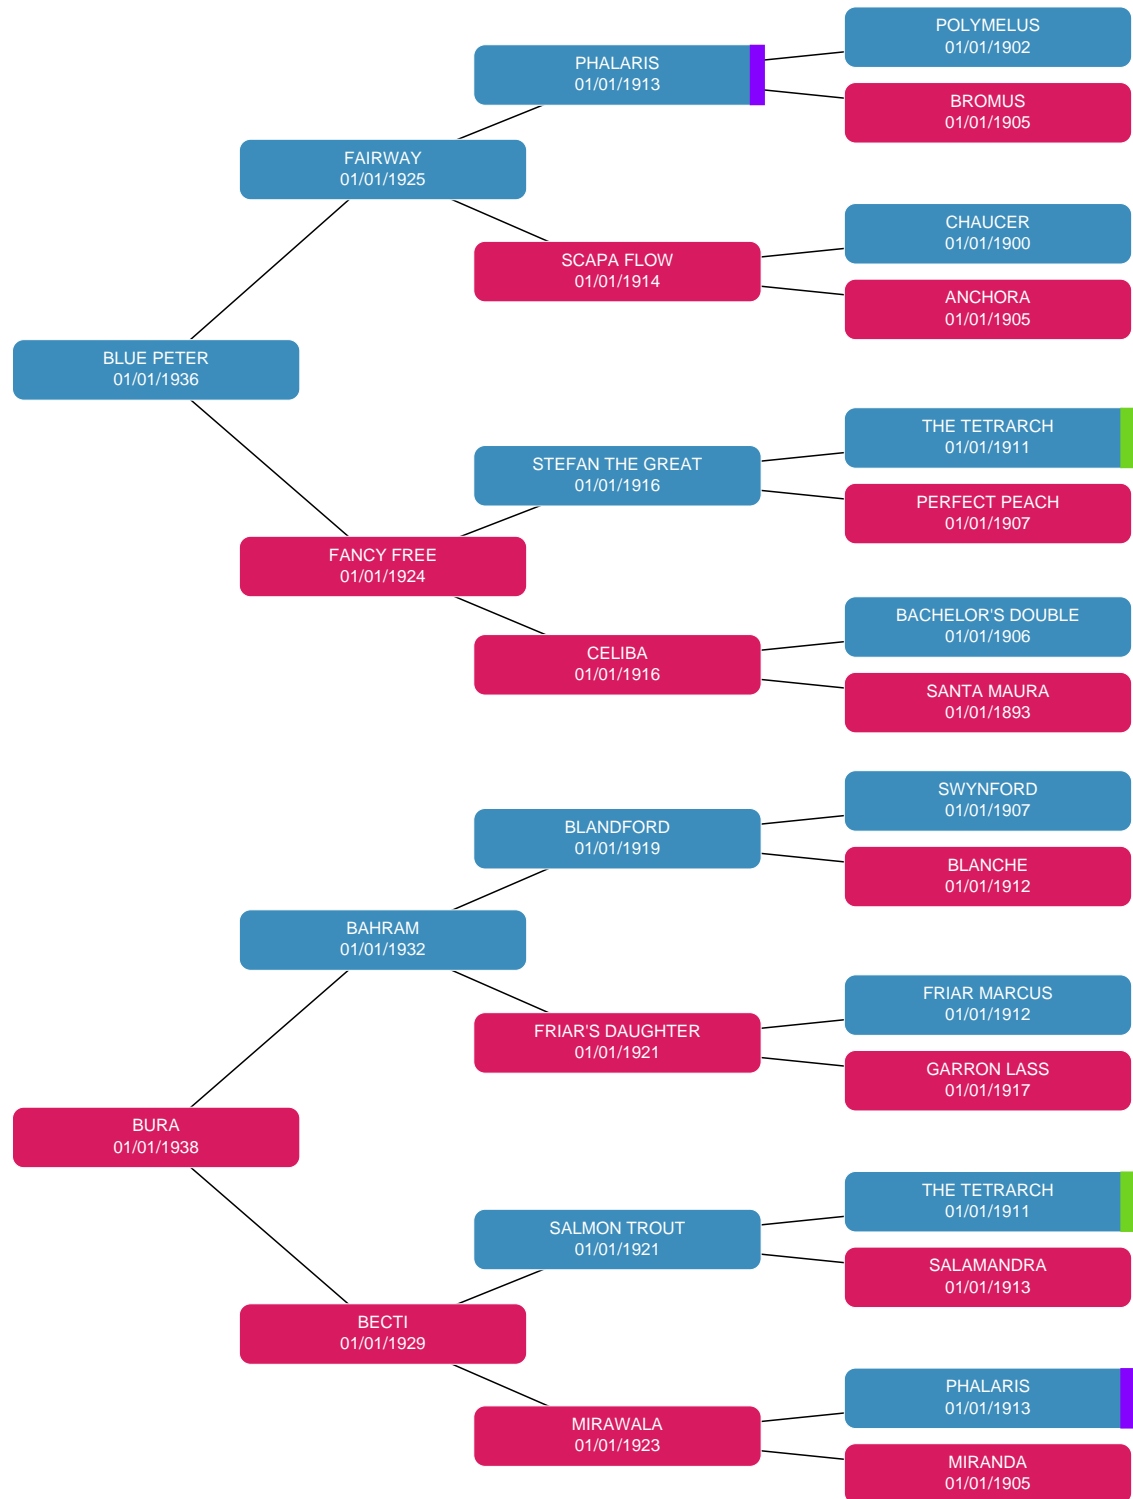 POLYMELUS
01/01/1902
PHALARIS
01/01/1913
BROMUS
01/01/1905
FAIRWAY
01/01/1925
CHAUCER
01/01/1900
SCAPA FLOW
01/01/1914
ANCHORA
01/01/1905
BLUE PETER
01/01/1936
THE TETRARCH
01/01/1911
STEFAN THE GREAT
01/01/1916
PERFECT PEACH
01/01/1907
FANCY FREE
01/01/1924
BACHELOR'S DOUBLE
01/01/1906
CELIBA
01/01/1916
SANTA MAURA
01/01/1893
SWYNFORD
01/01/1907
BLANDFORD
01/01/1919
BLANCHE
01/01/1912
BAHRAM
01/01/1932
FRIAR MARCUS
01/01/1912
FRIAR'S DAUGHTER
01/01/1921
GARRON LASS
01/01/1917
BURA
01/01/1938
THE TETRARCH
01/01/1911
SALMON TROUT
01/01/1921
SALAMANDRA
01/01/1913
BECTI
01/01/1929
PHALARIS
01/01/1913
MIRAWALA
01/01/1923
MIRANDA
01/01/1905